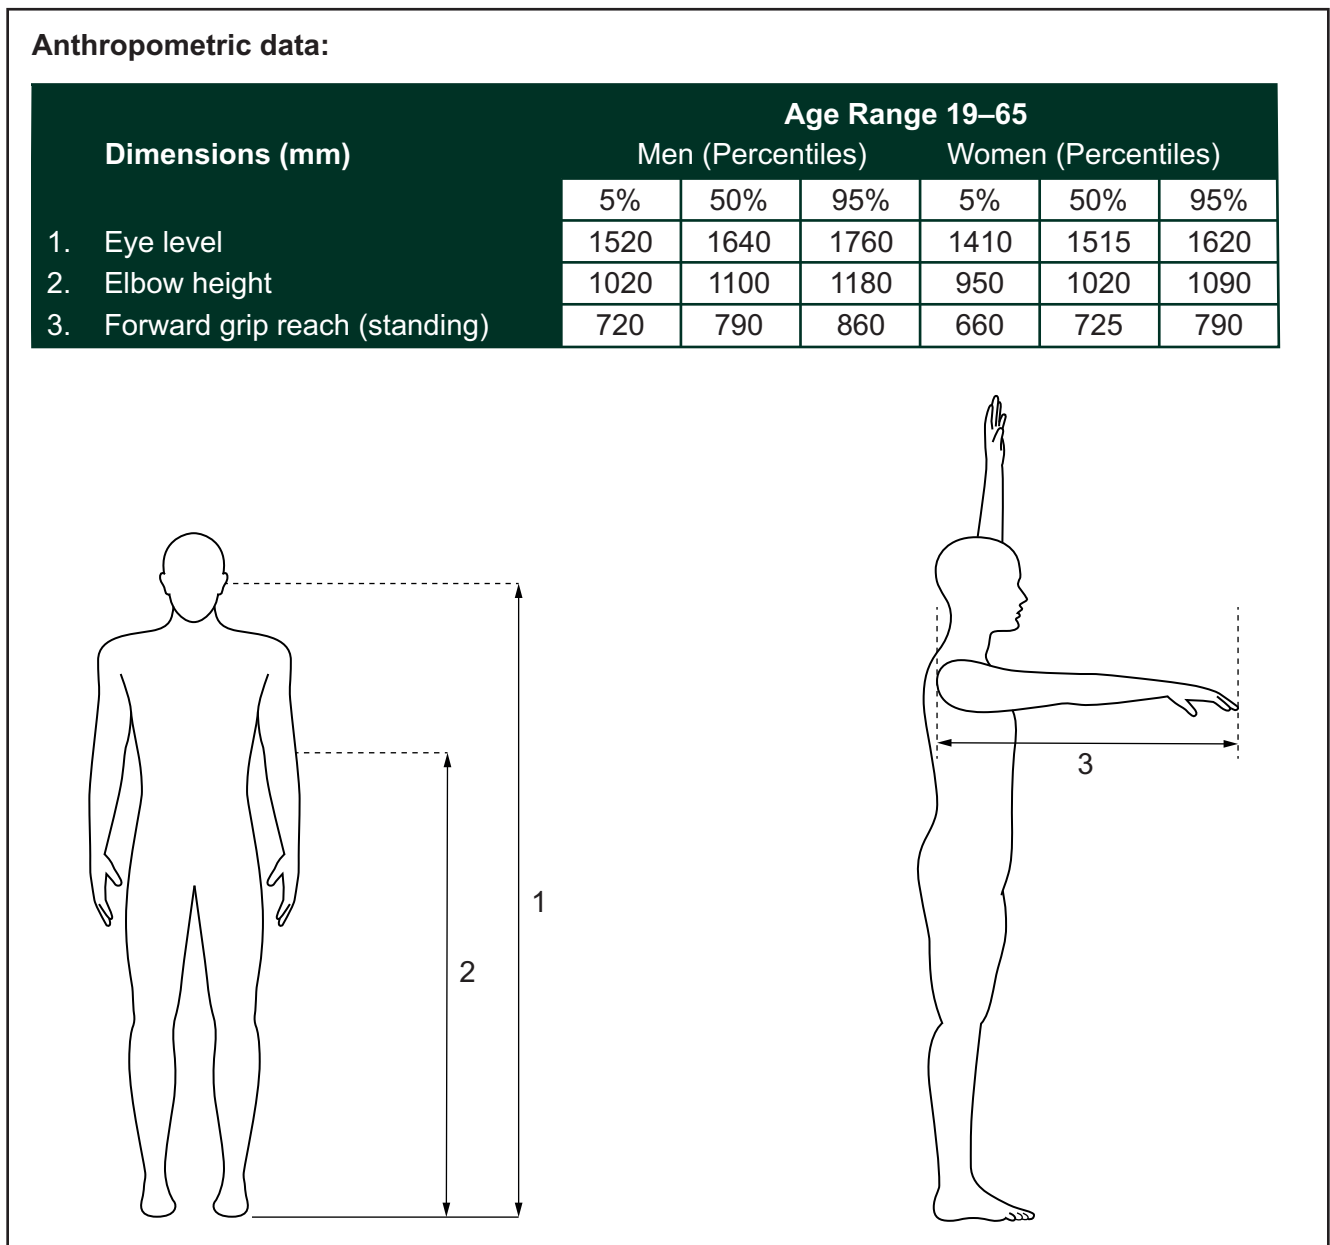 Anthropometric data:
Age Range 19–65
Dimensions (mm) Men (Percentiles) Women (Percentiles)
5% 50% 95% 5% 50% 95%
1. Eye level 1520 1640 1760 1410 1515 1620
2. Elbow height 1020 1100 1180 950 1020 1090
3. Forward grip reach (standing) 720 790 860 660 725 790
3
1
2